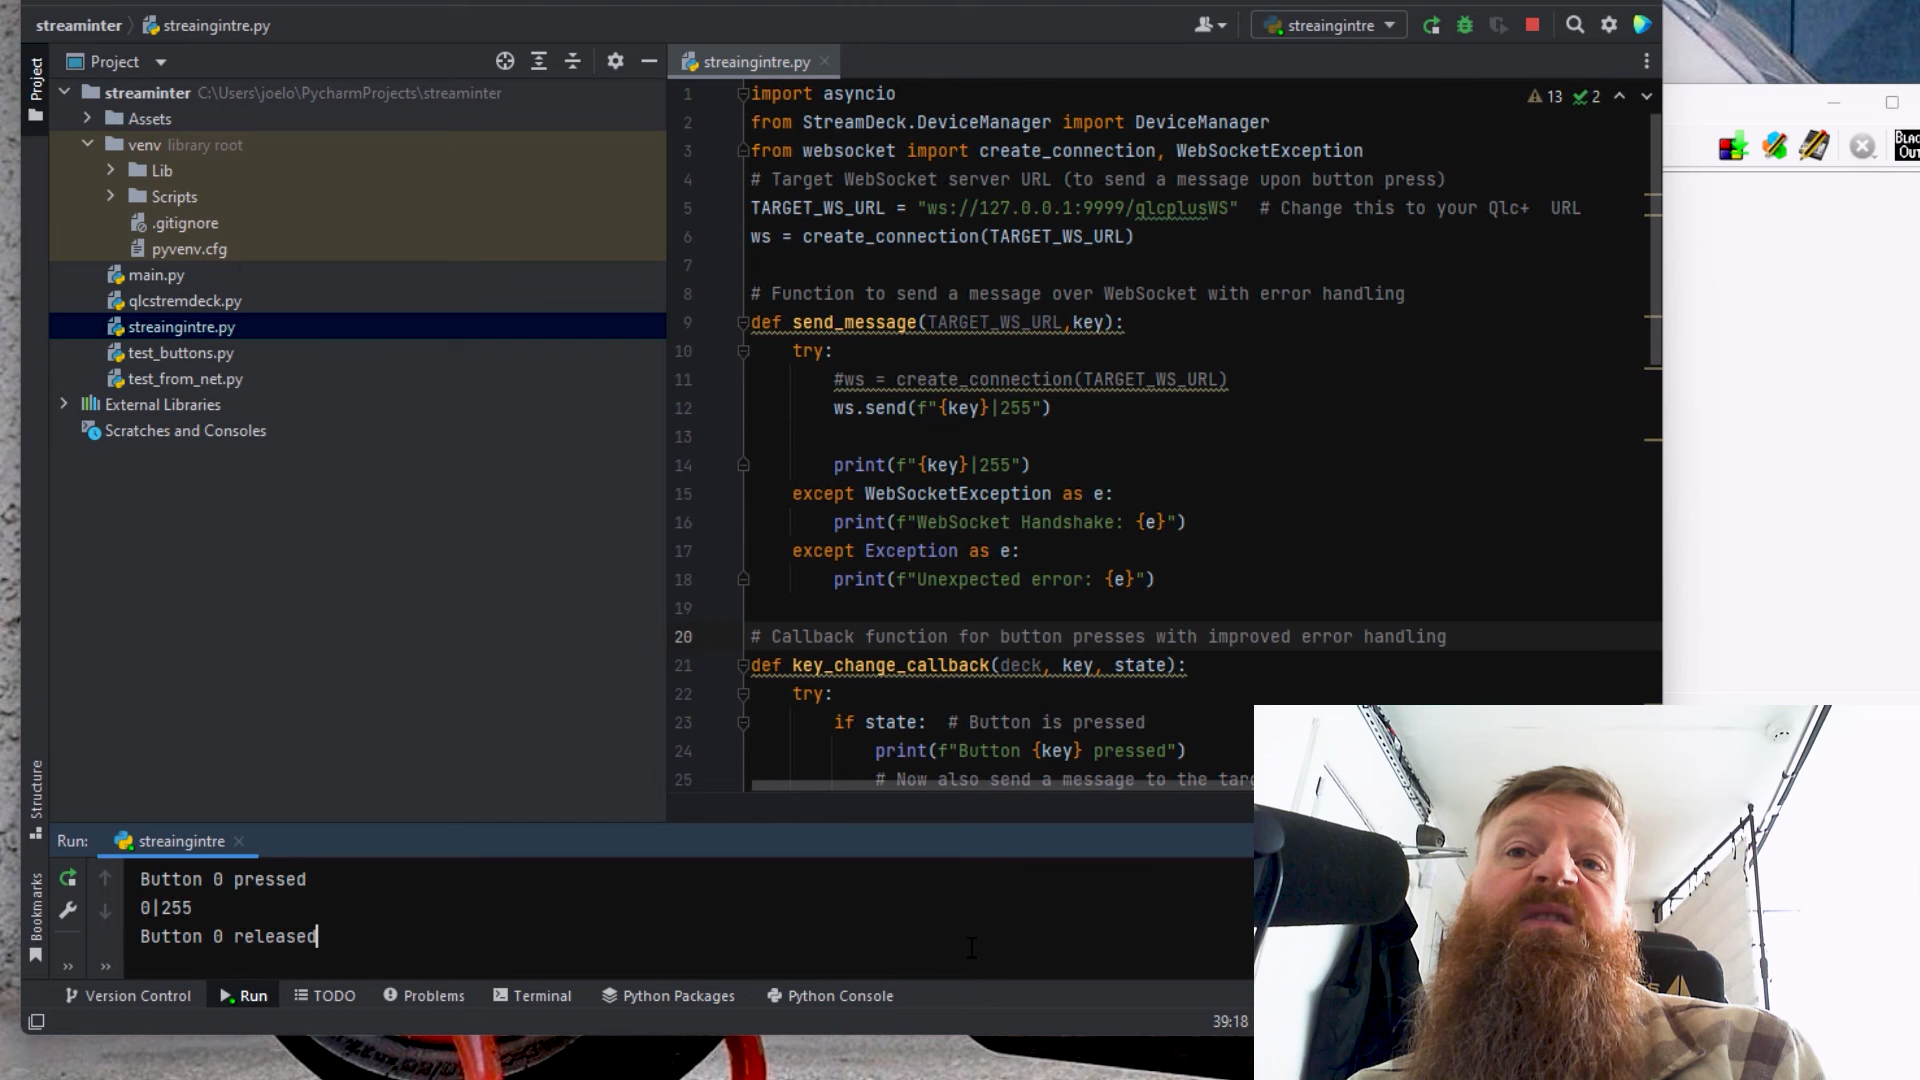 streaminter
streaingintre.py
streaingintre
Project
Project
streaingintre.py
streaminter C:\Users\joelo\PycharmProjects\streaminter
Assets
venv library root
Lib
Scripts
.gitignore
pyvenv.cfg
main.py
qlcstremdeck.py
streaingintre.py
test_buttons.py
test_from_net.py
External Libraries
Scratches and Consoles
13 2
1 import asyncio
2 from StreamDeck.DeviceManager import DeviceManager
3 from websocket import create_connection, WebSocketException
4 # Target WebSocket server URL (to send a message upon button press)
5 TARGET_WS_URL = "ws://127.0.0.1:9999/qlcplusWS"  # Change this to your Qlc+  URL
6 ws = create_connection(TARGET_WS_URL)
7
8 # Function to send a message over WebSocket with error handling
9 def send_message(TARGET_WS_URL,key):
10 try:
11 #ws = create_connection(TARGET_WS_URL)
12 ws.send(f"{key}|255")
13
14 print(f"{key}|255")
15 except WebSocketException as e:
16 print(f"WebSocket Handshake: {e}")
17 except Exception as e:
18 print(f"Unexpected error: {e}")
19
20 # Callback function for button presses with improved error handling
21 def key_change_callback(deck, key, state):
22 try:
23 if state:  # Button is pressed
24 print(f"Button {key} pressed")
25 # Now also send a message to the targ
BLAC
OUT
Structure
Bookmarks
Run: streaingintre
Button 0 pressed
0|255
Button 0 released
Version Control
Run
TODO
Problems
Terminal
Python Packages
Python Console
39:18